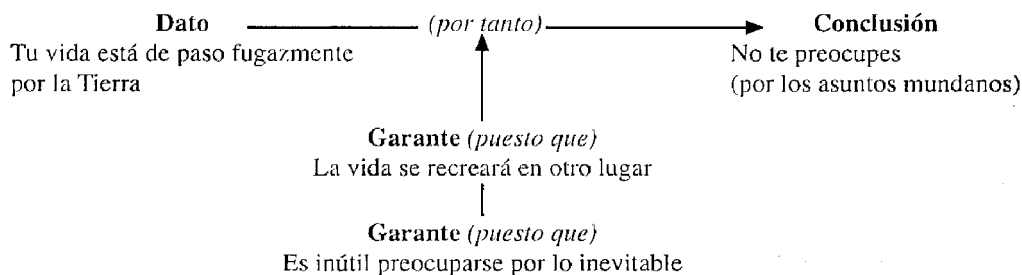 Dato (por tanto) Conclusión
Tu vida está de paso fugazmente No te preocupes
por la Tierra (por los asuntos mundanos)
Garante (puesto que)
La vida se recreará en otro lugar
Garante (puesto que)
Es inútil preocuparse por lo inevitable